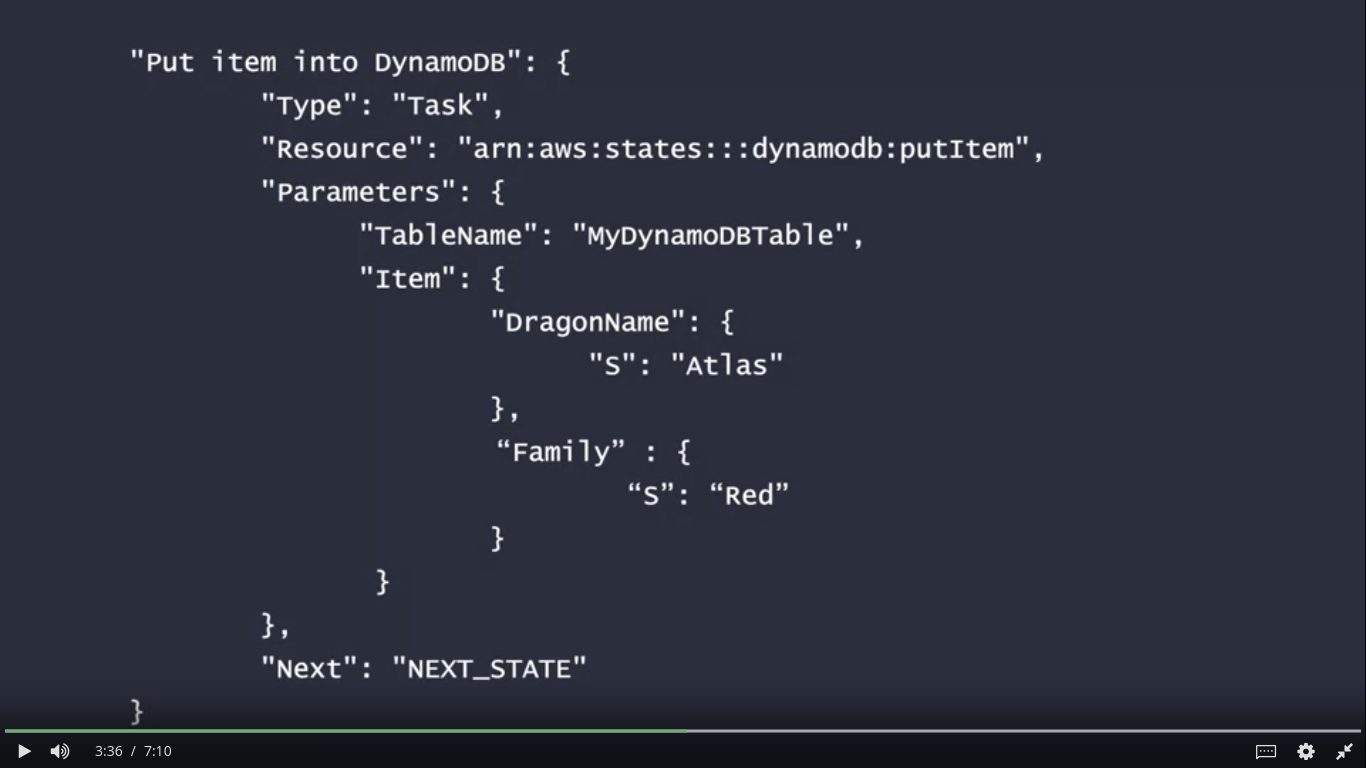 "Put item into DynamoDB": {
"Type": "Task",
"Resource": "arn:aws:states:::dynamodb:putItem",
"Parameters": {
"TableName": "MyDynamoDBTable",
"Item": {
"DragonName": {
"S": "Atlas"
},
“Family” : {
“S”: “Red”
}
}
},
"Next": "NEXT_STATE"
}
3:36 / 7:10